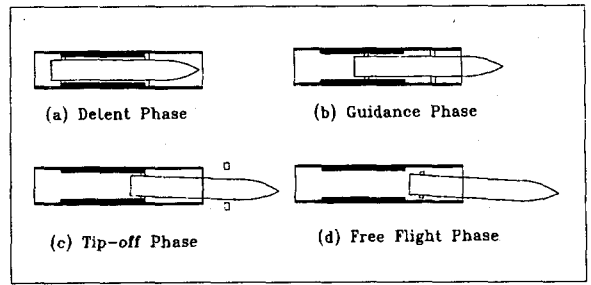 (a) Detent Phase
(b) Guidance Phase
(c) Tip-off Phase
(d) Free Flight Phase